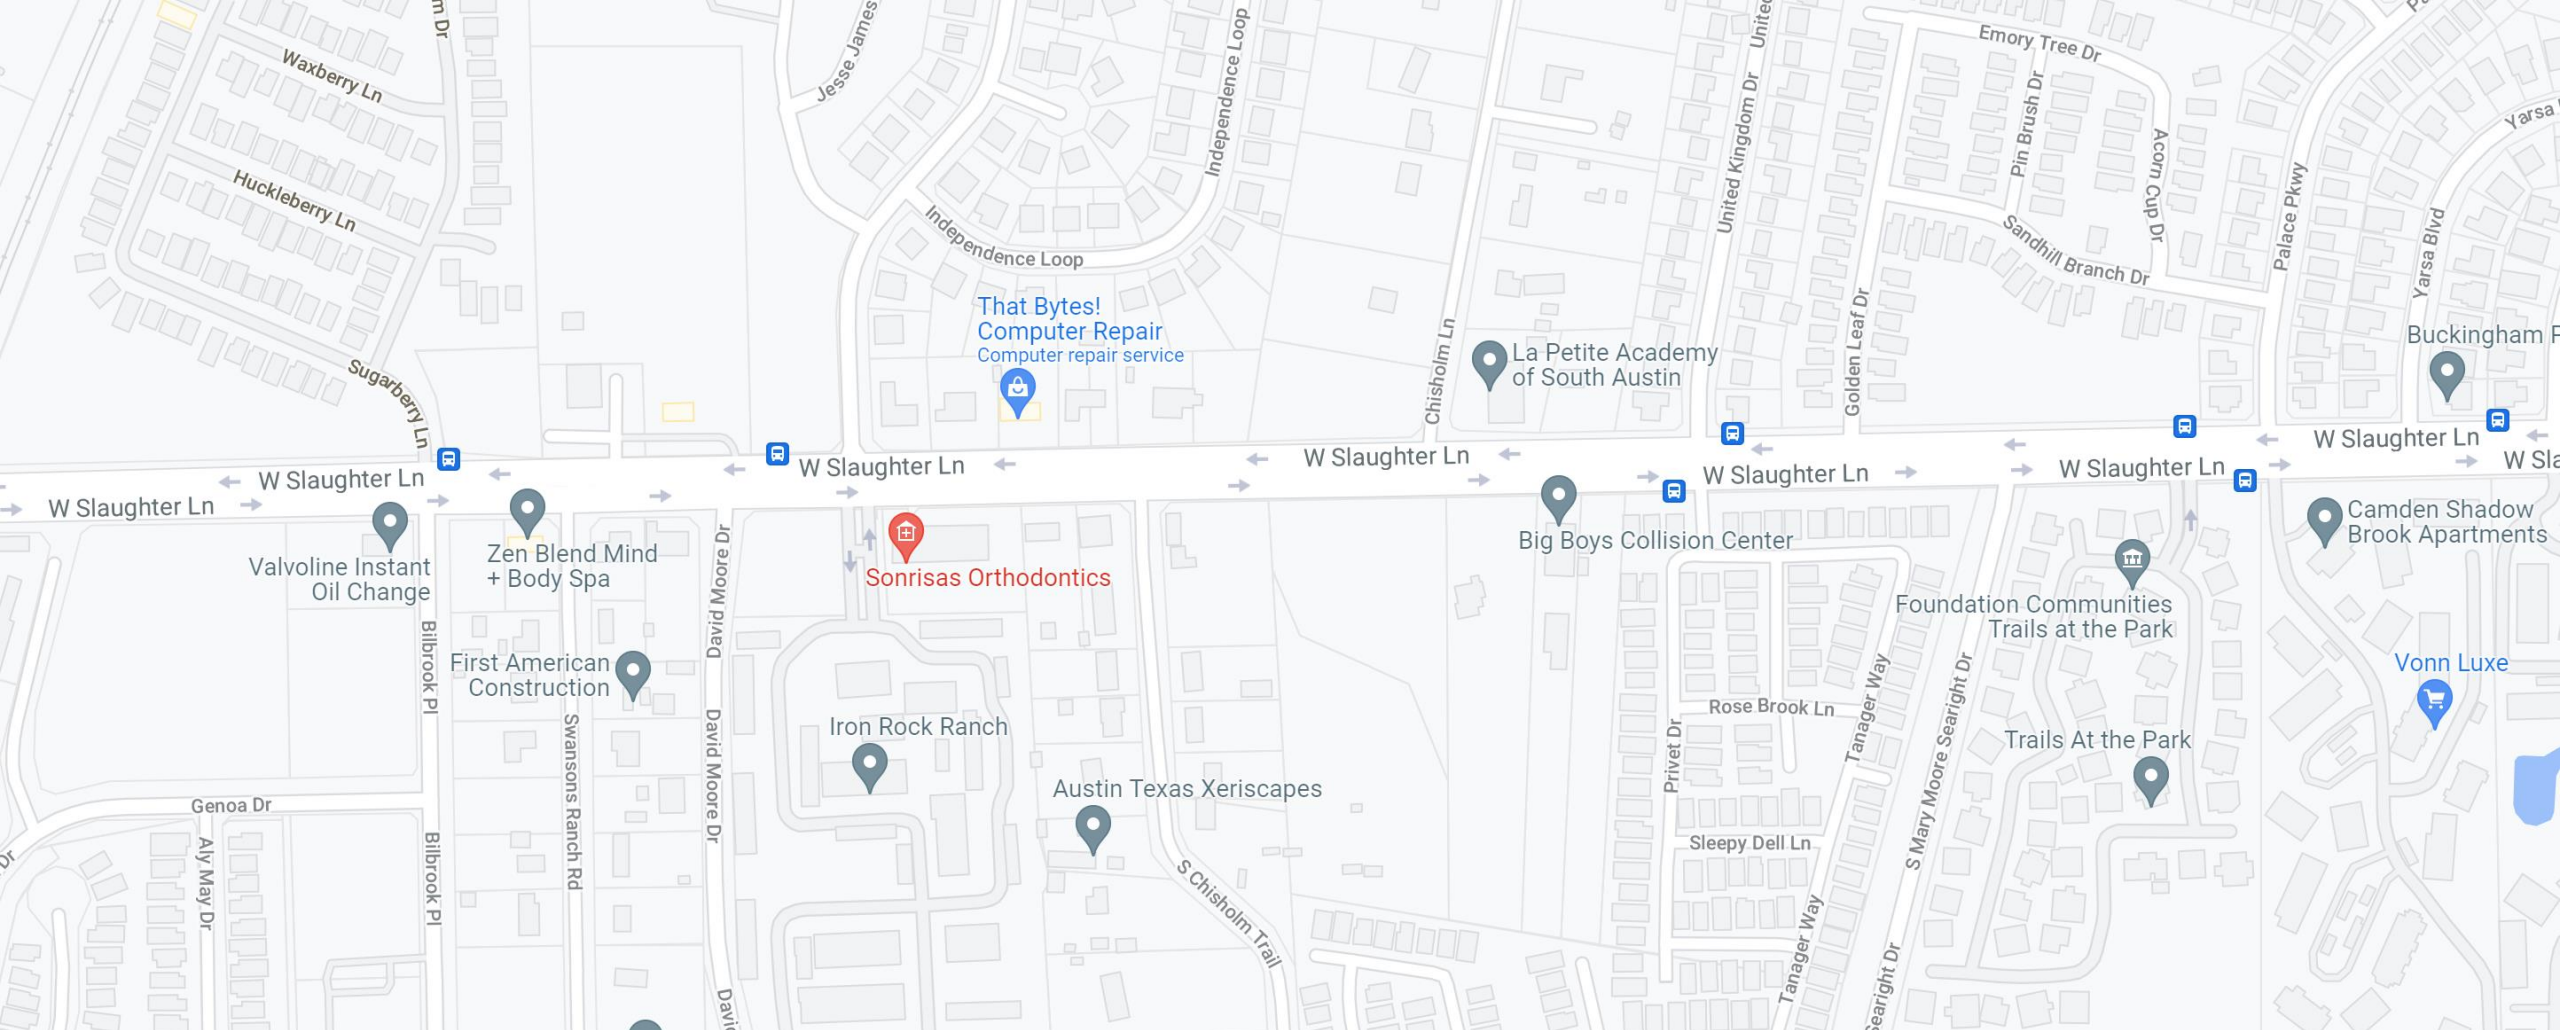 Waxberry Ln
Jesse James
Independence Loop
United Kingdom Dr
Emory Tree Dr
Pin Brush Dr
Acorn Cup Dr
Palace Pkwy
Yarsa
Huckleberry Ln
Independence Loop
Sandhill Branch Dr
Yarsa Blvd
That Bytes!
Computer Repair
Computer repair service
Chisholm Ln
Golden Leaf Dr
La Petite Academy
of South Austin
Buckingham
Sugarberry Ln
W Slaughter Ln
W Slaughter Ln
W Slaughter Ln
W Slaughter Ln
W Slaughter Ln
W Slaughter Ln
W Slaughter Ln
W Sla
Valvoline Instant
Oil Change
Zen Blend Mind
+ Body Spa
David Moore Dr
Sonrisas Orthodontics
Big Boys Collision Center
Camden Shadow
Brook Apartments
Foundation Communities
Trails at the Park
Bilbrook Pl
First American
Construction
Vonn Luxe
Swansons Ranch Rd
David Moore Dr
Iron Rock Ranch
Rose Brook Ln
Tanager Way
Privet Dr
S Mary Moore Searight Dr
Trails At the Park
Austin Texas Xeriscapes
Genoa Dr
Aly May Dr
Bilbrook Pl
Sleepy Dell Ln
S Chisholm Trail
Tanager Way
Searight Dr
David